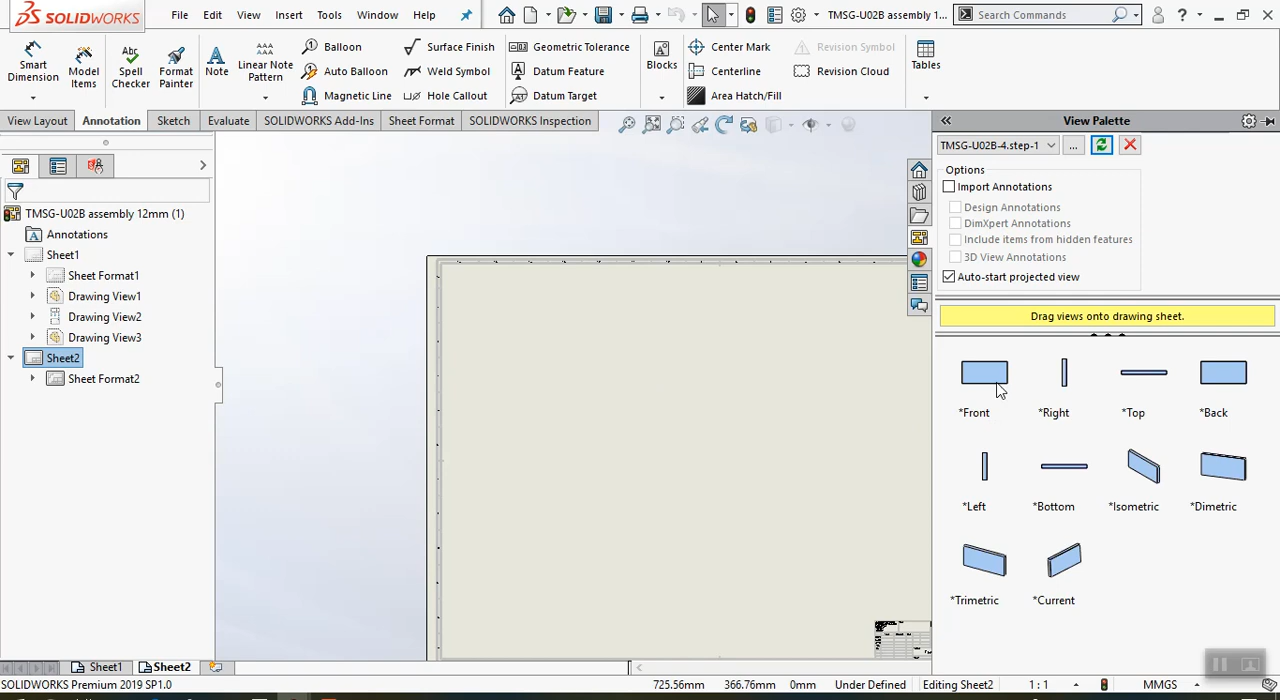 SOLIDWORKS File Edit View Insert Tools Window Help TMSG-U02B assembly 1... Search Commands ?
Smart Dimension
Model Items
Spell Checker
Format Painter
Note
Linear Note Pattern
Balloon
Auto Balloon
Magnetic Line
Surface Finish
Weld Symbol
Hole Callout
Geometric Tolerance
Datum Feature
Datum Target
Blocks
Center Mark
Centerline
Area Hatch/Fill
Revision Symbol
Revision Cloud
Tables
View Layout Annotation Sketch Evaluate SOLIDWORKS Add-Ins Sheet Format SOLIDWORKS Inspection
TMSG-U02B assembly 12mm (1)
Annotations
Sheet1
Sheet Format1
Drawing View1
Drawing View2
Drawing View3
Sheet2
Sheet Format2
View Palette
TMSG-U02B-4.step-1 ...
Options
Import Annotations
Design Annotations
DimXpert Annotations
Include items from hidden features
3D View Annotations
Auto-start projected view
Drag views onto drawing sheet.
*Front *Right *Top *Back
*Left *Bottom *Isometric *Dimetric
*Trimetric *Current
Sheet1 Sheet2
SOLIDWORKS Premium 2019 SP1.0 725.56mm 366.76mm 0mm Under Defined Editing Sheet2 1 : 1 MMGS